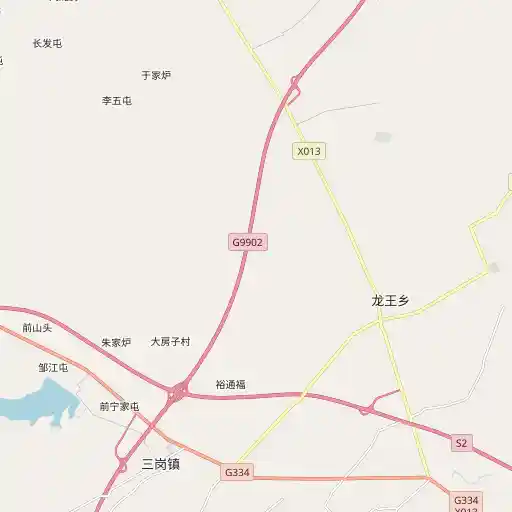 长发屯
于家炉
李五屯
X013
G9902
龙王乡
前山头
朱家炉
大房子村
邹江屯
裕通福
前宁家屯
S2
三岗镇
G334
G334
X013